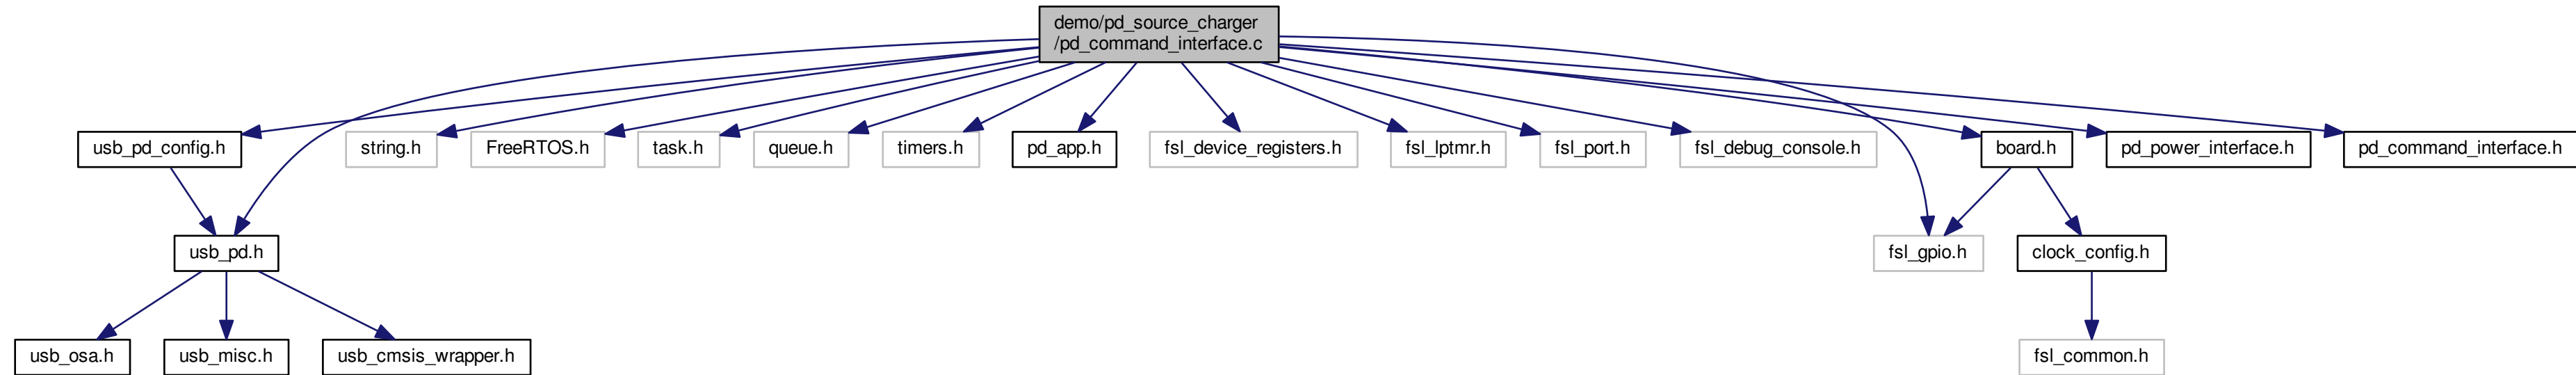 demo/pd_source_charger
/pd_command_interface.c
usb_pd_config.h
string.h
FreeRTOS.h
task.h
queue.h
timers.h
pd_app.h
fsl_device_registers.h
fsl_lptmr.h
fsl_port.h
fsl_debug_console.h
board.h
pd_power_interface.h
pd_command_interface.h
usb_pd.h
fsl_gpio.h
clock_config.h
usb_osa.h
usb_misc.h
usb_cmsis_wrapper.h
fsl_common.h